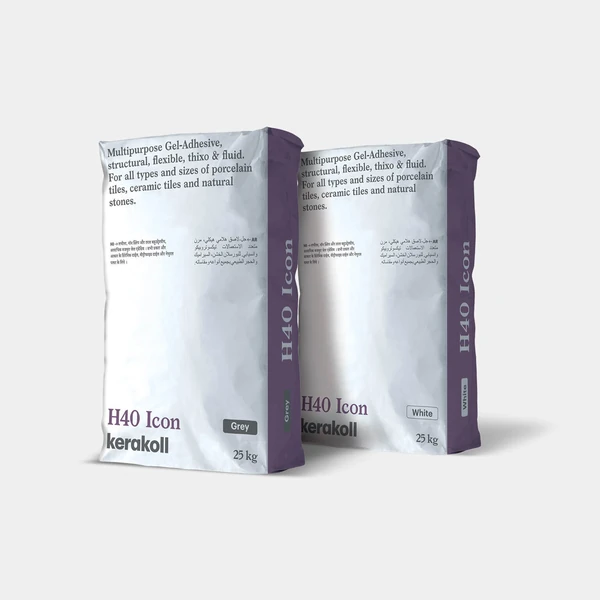 Multipurpose Gel-Adhesive,
structural, flexible, thixo & fluid.
For all types and sizes of porcelain
tiles, ceramic tiles and natural
stones.
H40 Icon
Grey
kerakoll
25 kg
H40 Icon
Grey
Multipurpose Gel-Adhesive,
structural, flexible, thixo & fluid.
For all types and sizes of porcelain
tiles, ceramic tiles and natural
stones.
H40 Icon
White
kerakoll
25 kg
H40 Icon
White